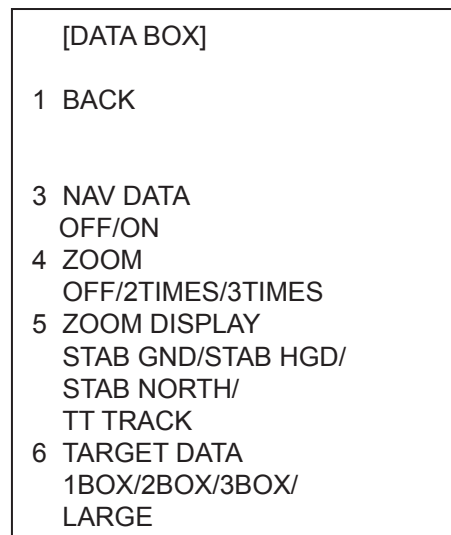 [DATA BOX]
1 BACK
3 NAV DATA
OFF/ON
4 ZOOM
OFF/2TIMES/3TIMES
5 ZOOM DISPLAY
STAB GND/STAB HGD/
STAB NORTH/
TT TRACK
6 TARGET DATA
1BOX/2BOX/3BOX/
LARGE